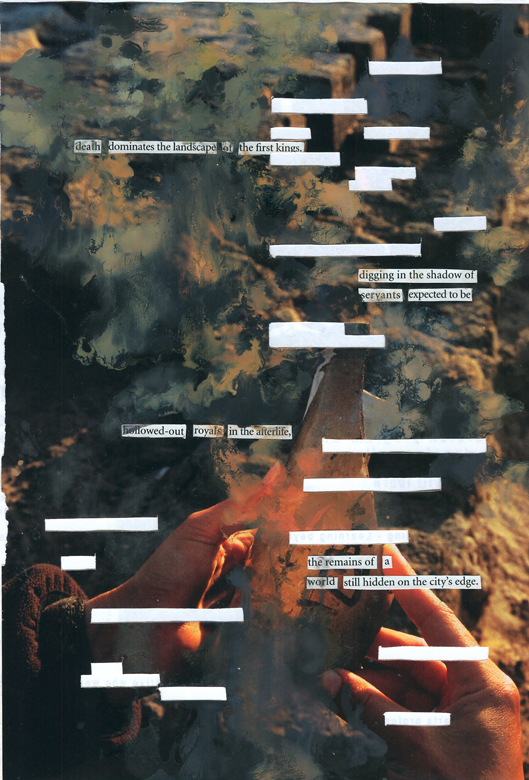 death dominates the landscape of the first kings.
digging in the shadow of
servants expected to be
hollowed-out royals in the afterlife,
the remains of a
world still hidden on the city's edge.